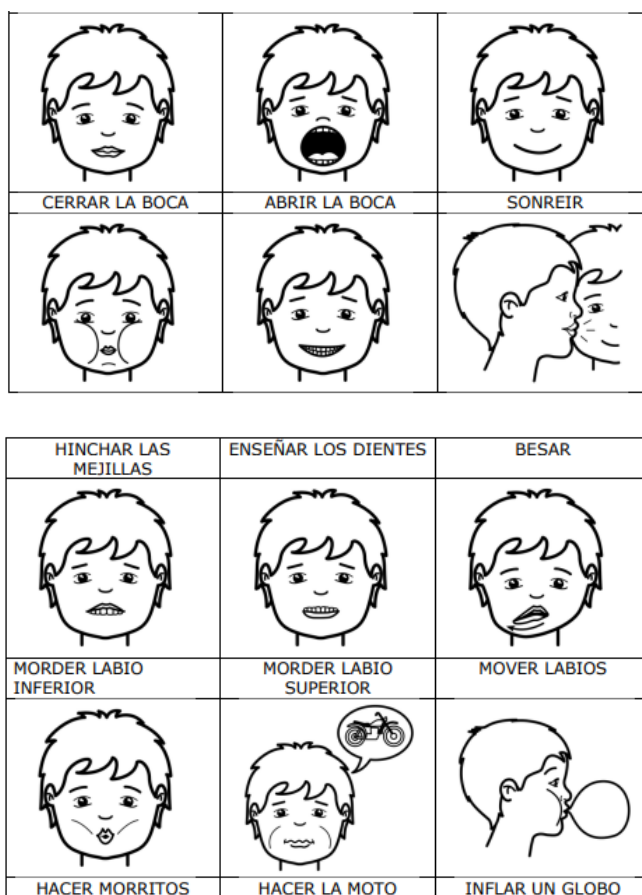 CERRAR LA BOCA
ABRIR LA BOCA
SONREIR
HINCHAR LAS
MEJILLAS
ENSEÑAR LOS DIENTES
BESAR
MORDER LABIO
INFERIOR
MORDER LABIO
SUPERIOR
MOVER LABIOS
HACER MORRITOS
HACER LA MOTO
INFLAR UN GLOBO